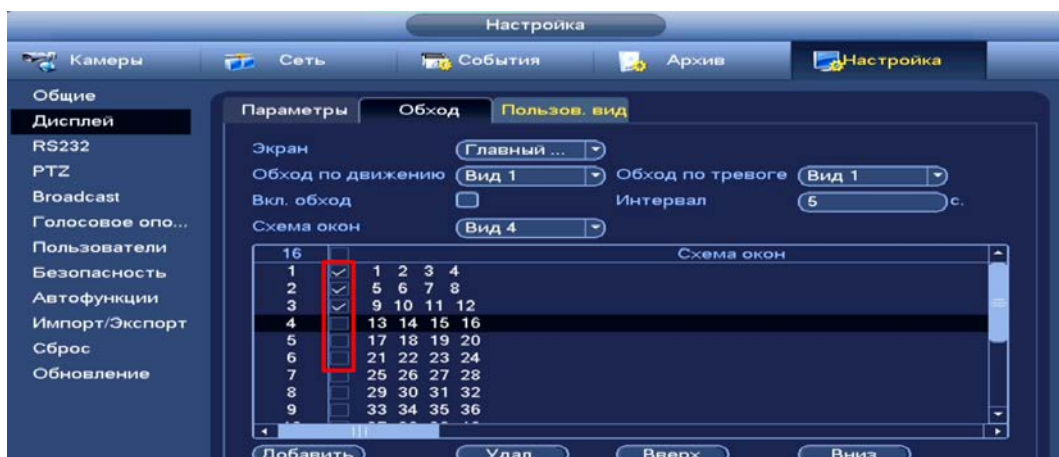 Настройка
Камеры Сеть События Архив Настройка
Общие
Дисплей
RS232
PTZ
Broadcast
Голосовое опо...
Пользователи
Безопасность
Автофункции
Импорт/Экспорт
Сброс
Обновление
Параметры Обход Пользов. вид
Экран Главный ...
Обход по движению Вид 1 Обход по тревоге Вид 1
Вкл. обход Интервал 5 с.
Схема окон Вид 4
16 Схема окон
1 1 2 3 4
2 5 6 7 8
3 9 10 11 12
4 13 14 15 16
5 17 18 19 20
6 21 22 23 24
7 25 26 27 28
8 29 30 31 32
9 33 34 35 36
Добавить Удал. Вверх Вниз